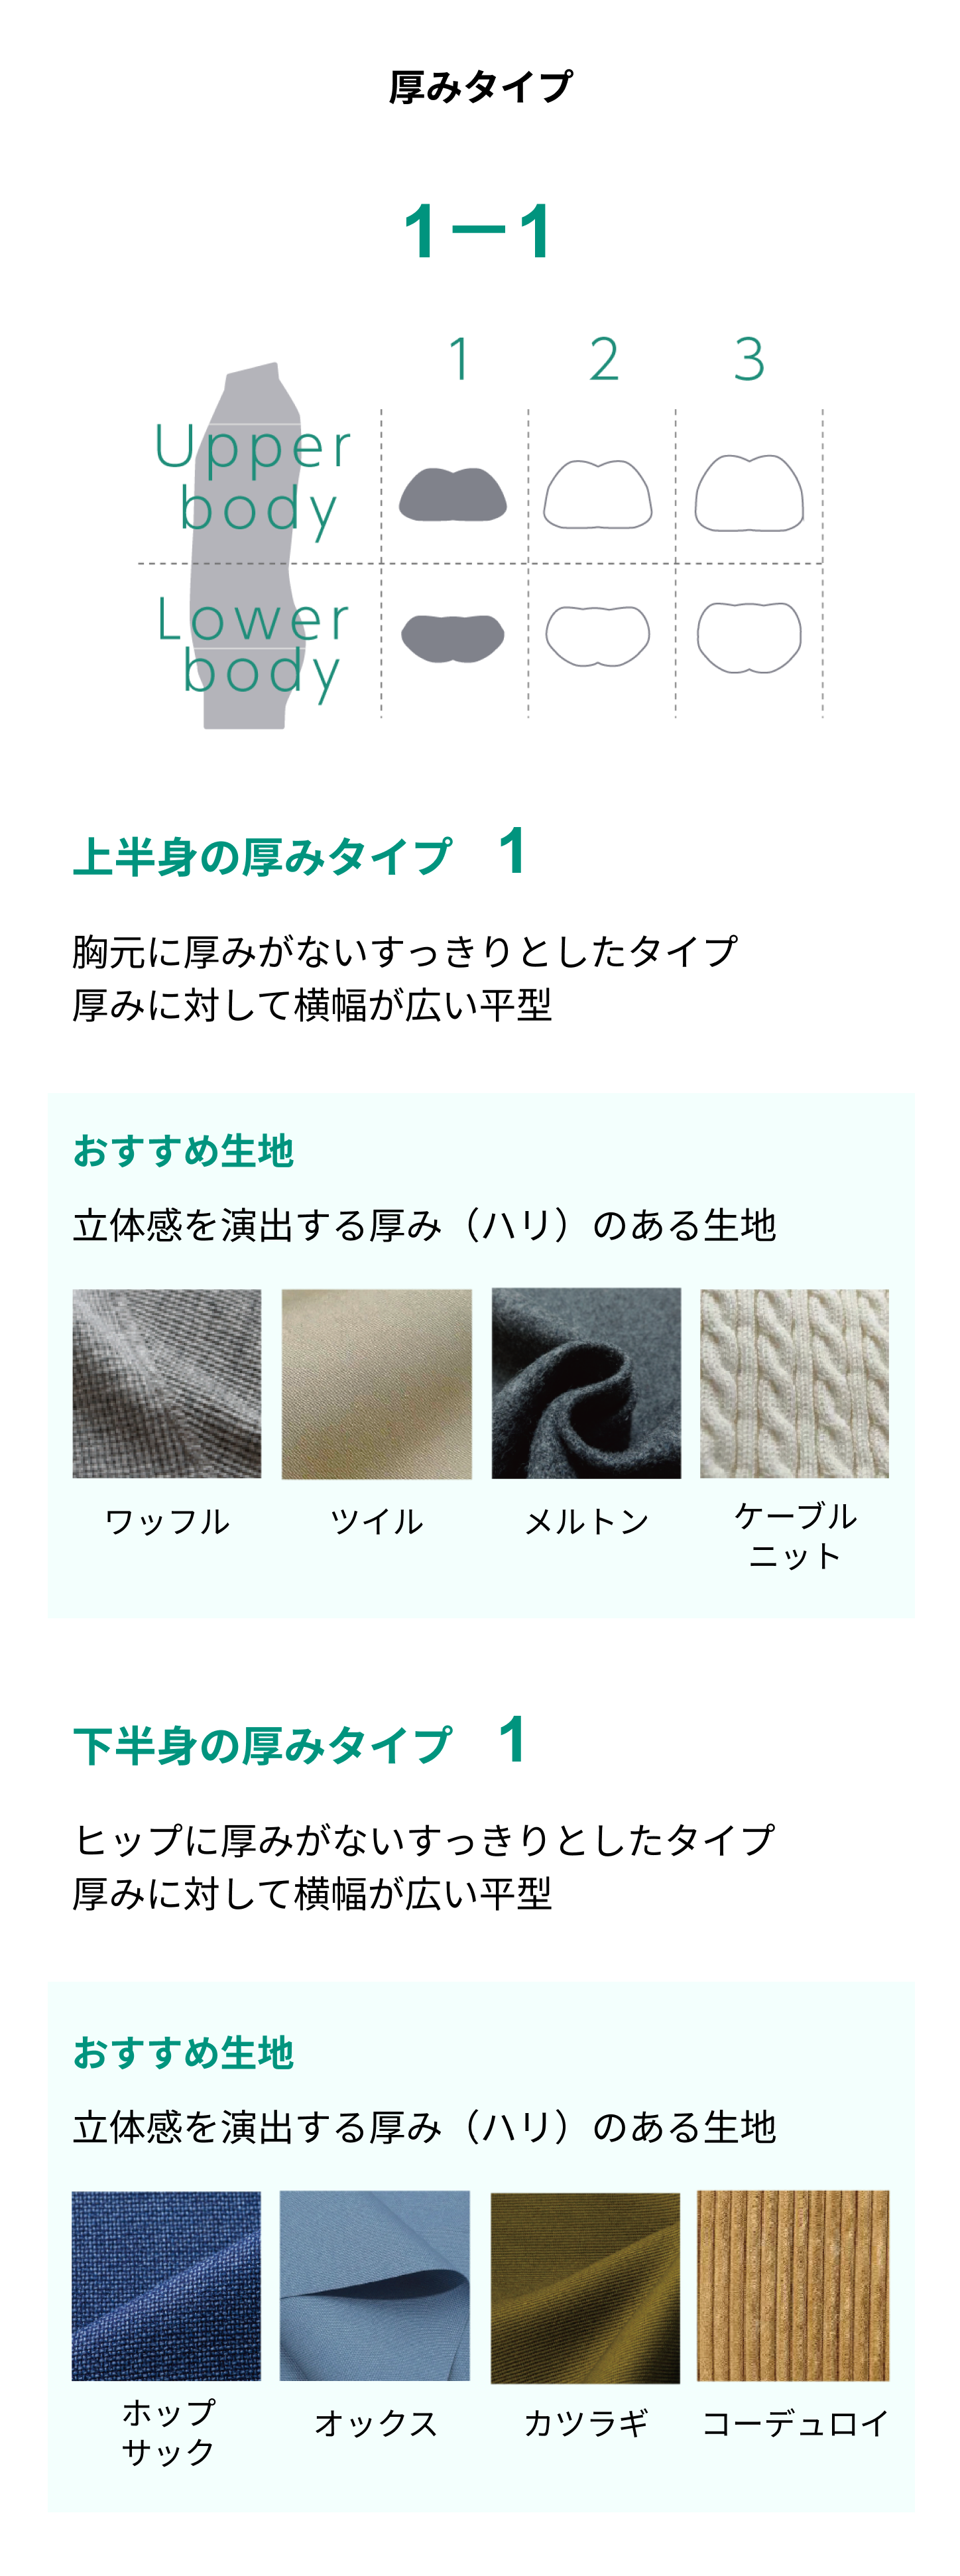 厚みタイプ
1ー1
1 2 3
Upper
body
Lower
body
上半身の厚みタイプ 1
胸元に厚みがないすっきりとしたタイプ
厚みに対して横幅が広い平型
おすすめ生地
立体感を演出する厚み（ハリ）のある生地
ワッフル
ツイル
メルトン
ケーブル
ニット
下半身の厚みタイプ 1
ヒップに厚みがないすっきりとしたタイプ
厚みに対して横幅が広い平型
おすすめ生地
立体感を演出する厚み（ハリ）のある生地
ホップ
サック
オックス
カツラギ
コーデュロイ